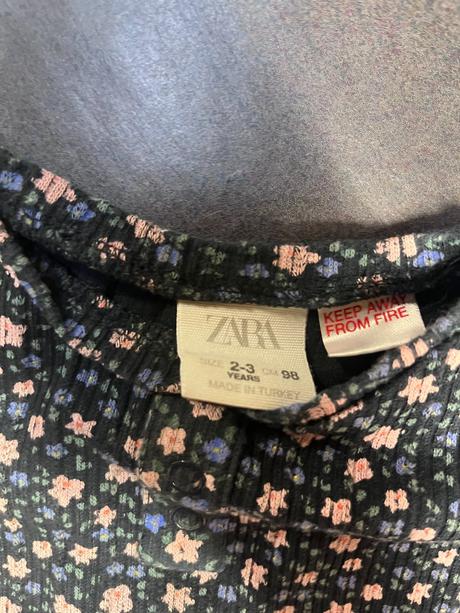 ZARA
SIZE 2-3 CM 98
YEARS
MADE IN TURKEY
KEEP AWAY
FROM FIRE